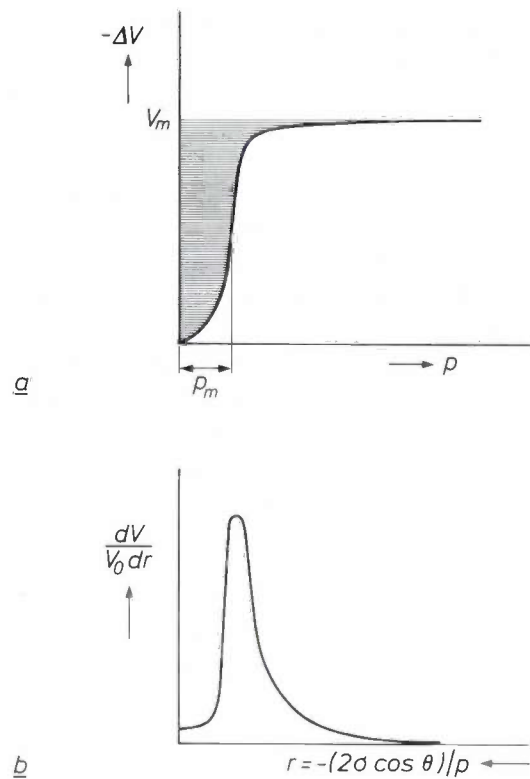 -ΔV
V_m
p
p_m
a
dV
V_0 dr
r = -(2σ cos θ)/p
b